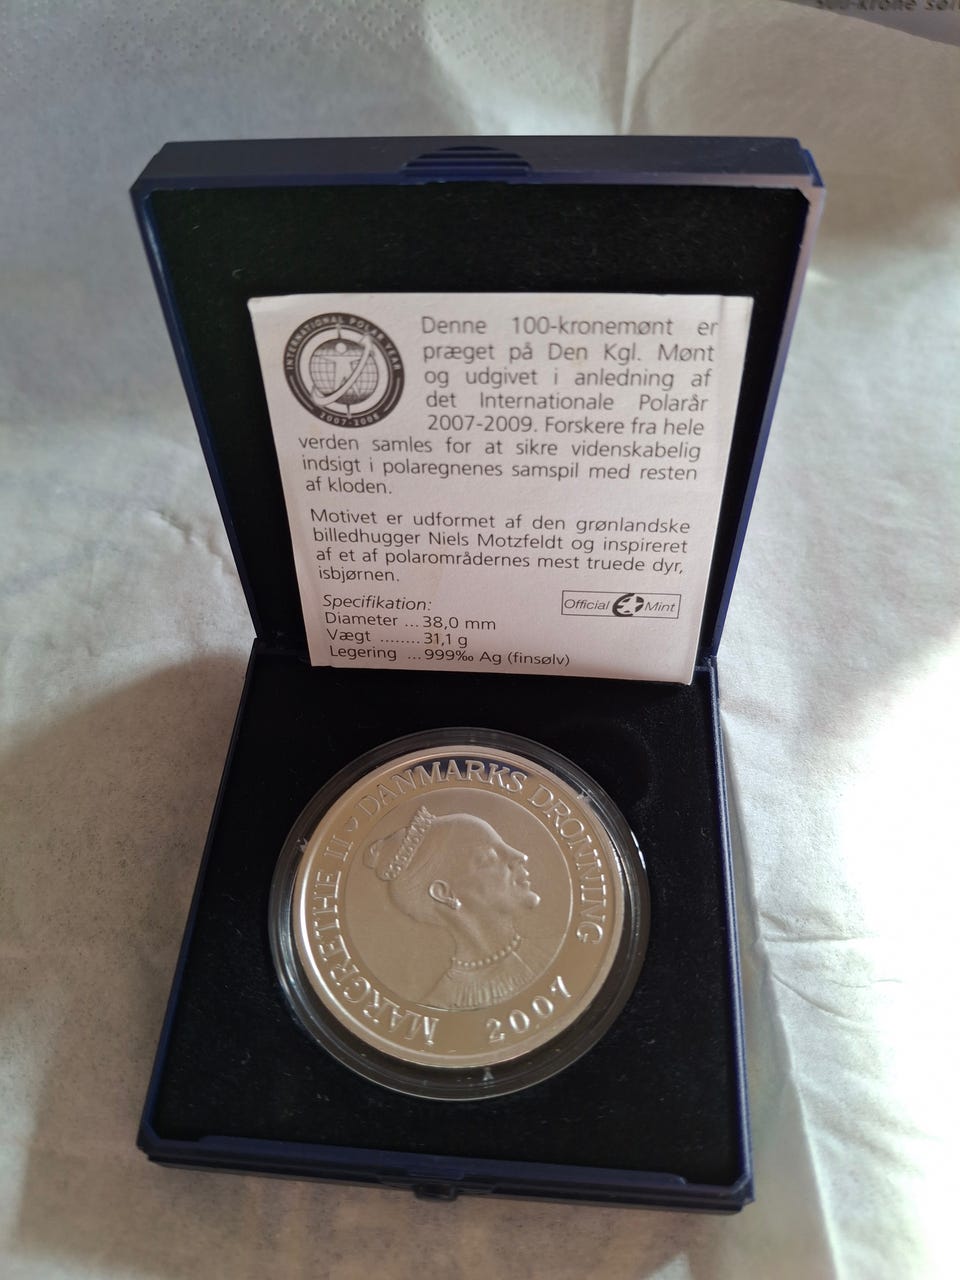 500-krone sølv
INTERNATIONAL POLAR YEAR
2007-2008
Denne 100-kronemønt er
præget på Den Kgl. Mønt
og udgivet i anledning af
det Internationale Polarår
2007-2009. Forskere fra hele
verden samles for at sikre videnskabelig
indsigt i polaregnenes samspil med resten
af kloden.
Motivet er udformet af den grønlandske
billedhugger Niels Motzfeldt og inspireret
af et af polarområdernes mest truede dyr,
isbjørnen.
Specifikation:
Diameter ... 38,0 mm
Vægt ........ 31,1 g
Legering ... 999‰ Ag (finsølv)
Official Mint
MARGRETHE II DANMARKS DRONNING
2007